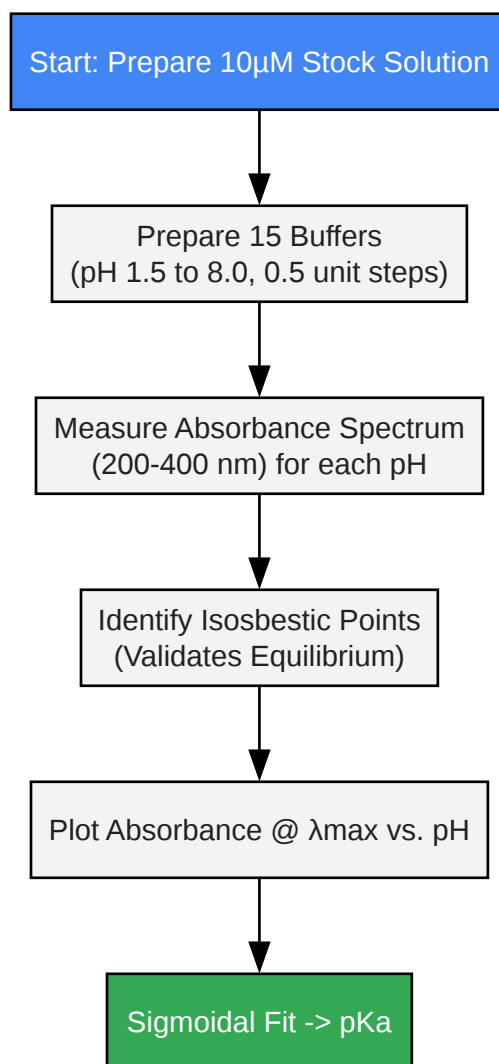 Start: Prepare 10µM Stock Solution
Prepare 15 Buffers
(pH 1.5 to 8.0, 0.5 unit steps)
Measure Absorbance Spectrum
(200-400 nm) for each pH
Identify Isosbestic Points
(Validates Equilibrium)
Plot Absorbance @ λmax vs. pH
Sigmoidal Fit -> pKa